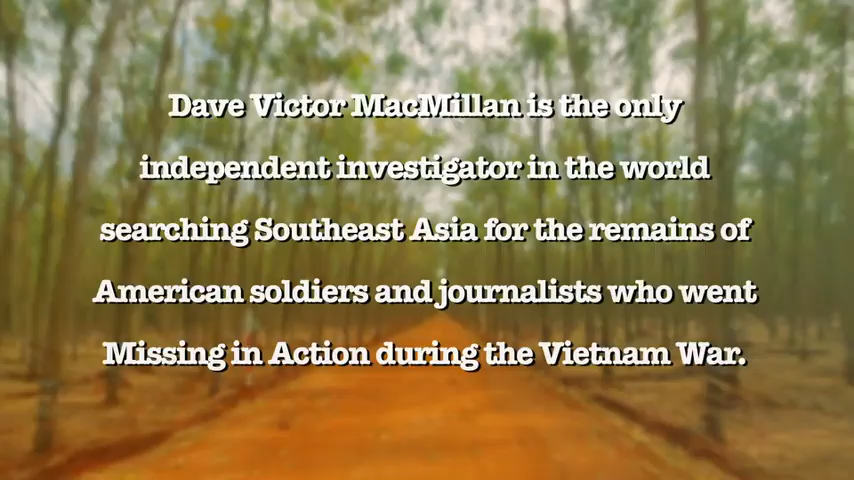 Dave Victor MacMillan is the only
independent investigator in the world
searching Southeast Asia for the remains of
American soldiers and journalists who went
Missing in Action during the Vietnam War.